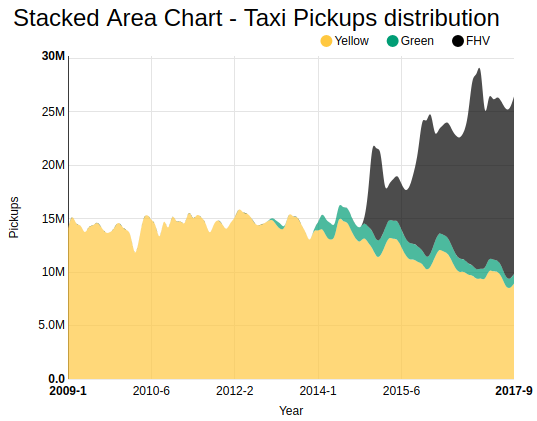 Stacked Area Chart - Taxi Pickups distribution
Yellow Green FHV
30M
25M
20M
15M
10M
5.0M
0.0
Pickups
2009-1 2010-6 2012-2 2014-1 2015-6 2017-9
Year